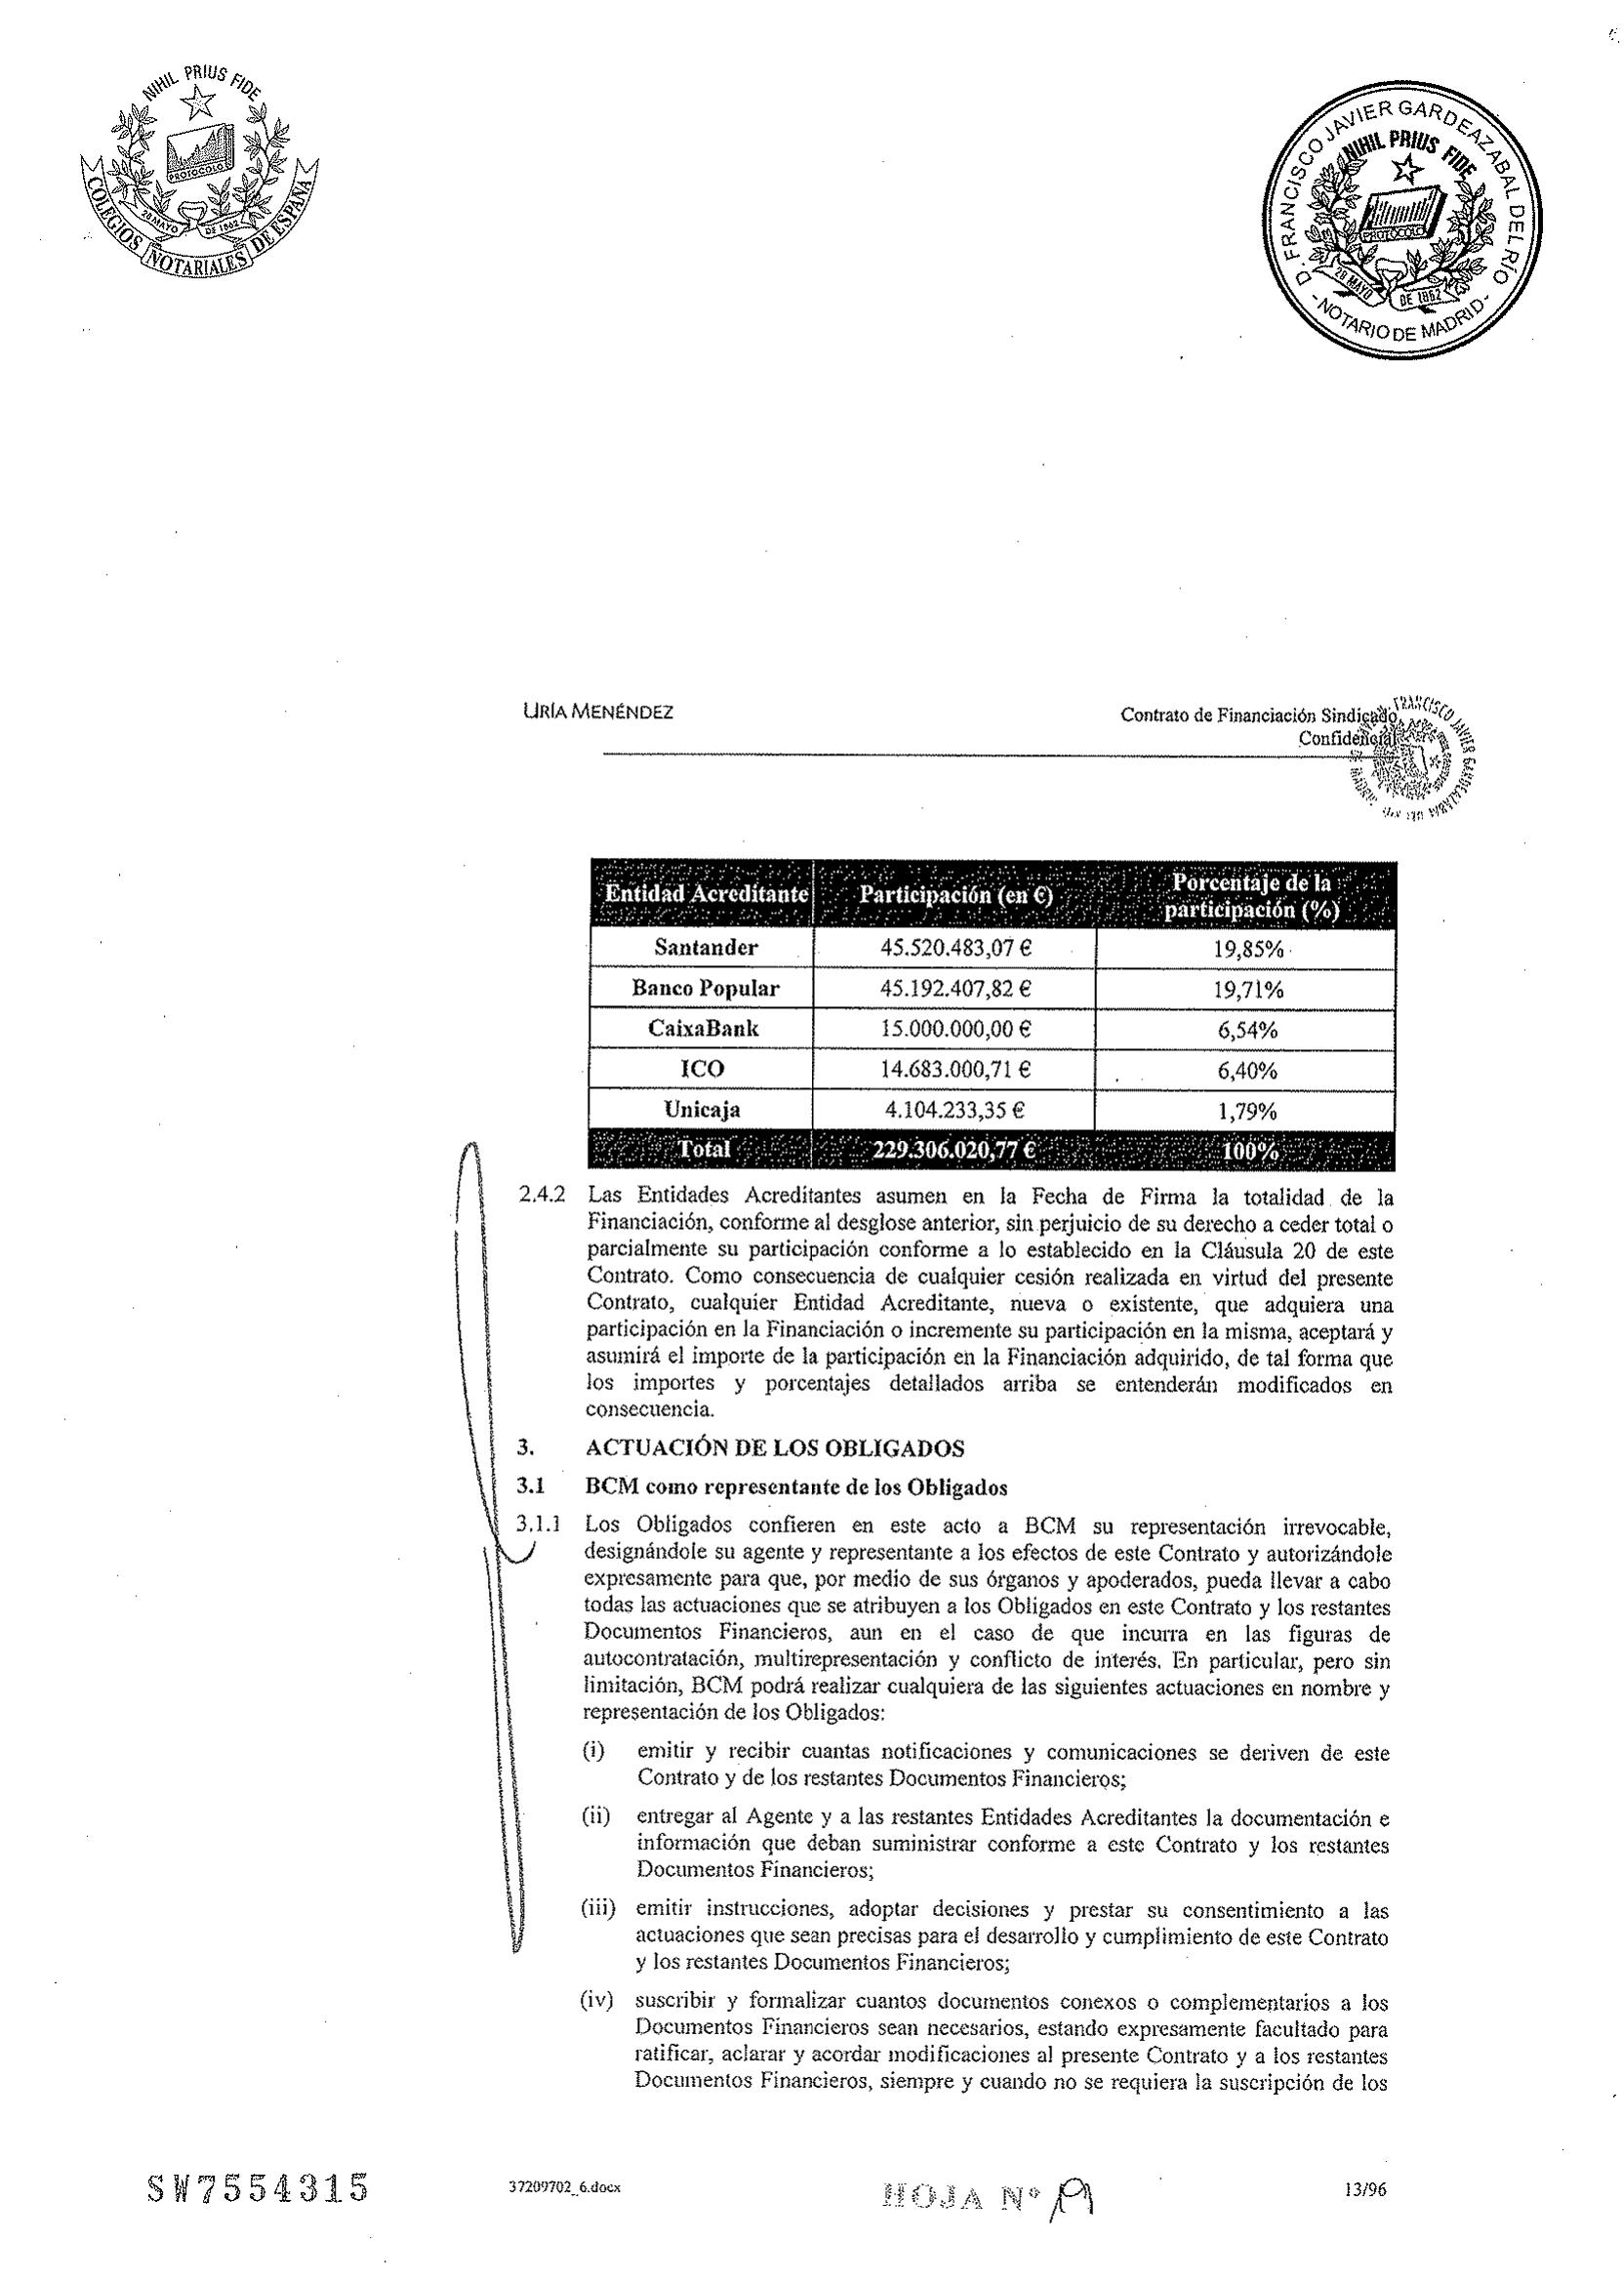 NIHIL PRIUS FIDE
PROTOCOLO
28 MAYO DE 1862
COLEGIOS NOTARIALES DE ESPAÑA
D. FRANCISCO JAVIER GARDEAZABAL DEL RÍO
NIHIL PRIUS FIDE
PROTOCOLO
28 MAYO DE 1862
- NOTARIO DE MADRID -
URÍA MENÉNDEZ
Contrato de Financiación Sindicado
Confidencial
FRANCISCO JAVIER GARDEAZABAL DEL RIO
MADRID
Entidad Acreditante Participación (en €) Porcentaje de la participación (%)
Santander 45.520.483,07 € 19,85%
Banco Popular 45.192.407,82 € 19,71%
CaixaBank 15.000.000,00 € 6,54%
ICO 14.683.000,71 € 6,40%
Unicaja 4.104.233,35 € 1,79%
Total 229.306.020,77 € 100%
2.4.2 Las Entidades Acreditantes asumen en la Fecha de Firma la totalidad de la
Financiación, conforme al desglose anterior, sin perjuicio de su derecho a ceder total o
parcialmente su participación conforme a lo establecido en la Cláusula 20 de este
Contrato. Como consecuencia de cualquier cesión realizada en virtud del presente
Contrato, cualquier Entidad Acreditante, nueva o existente, que adquiera una
participación en la Financiación o incremente su participación en la misma, aceptará y
asumirá el importe de la participación en la Financiación adquirido, de tal forma que
los importes y porcentajes detallados arriba se entenderán modificados en
consecuencia.
3. ACTUACIÓN DE LOS OBLIGADOS
3.1 BCM como representante de los Obligados
3.1.1 Los Obligados confieren en este acto a BCM su representación irrevocable,
designándole su agente y representante a los efectos de este Contrato y autorizándole
expresamente para que, por medio de sus órganos y apoderados, pueda llevar a cabo
todas las actuaciones que se atribuyen a los Obligados en este Contrato y los restantes
Documentos Financieros, aun en el caso de que incurra en las figuras de
autocontratación, multirepresentación y conflicto de interés. En particular, pero sin
limitación, BCM podrá realizar cualquiera de las siguientes actuaciones en nombre y
representación de los Obligados:
(i) emitir y recibir cuantas notificaciones y comunicaciones se deriven de este
Contrato y de los restantes Documentos Financieros;
(ii) entregar al Agente y a las restantes Entidades Acreditantes la documentación e
información que deban suministrar conforme a este Contrato y los restantes
Documentos Financieros;
(iii) emitir instrucciones, adoptar decisiones y prestar su consentimiento a las
actuaciones que sean precisas para el desarrollo y cumplimiento de este Contrato
y los restantes Documentos Financieros;
(iv) suscribir y formalizar cuantos documentos conexos o complementarios a los
Documentos Financieros sean necesarios, estando expresamente facultado para
ratificar, aclarar y acordar modificaciones al presente Contrato y a los restantes
Documentos Financieros, siempre y cuando no se requiera la suscripción de los
SW7554315
37209702_6.docx
HOJA Nº 19
13/96